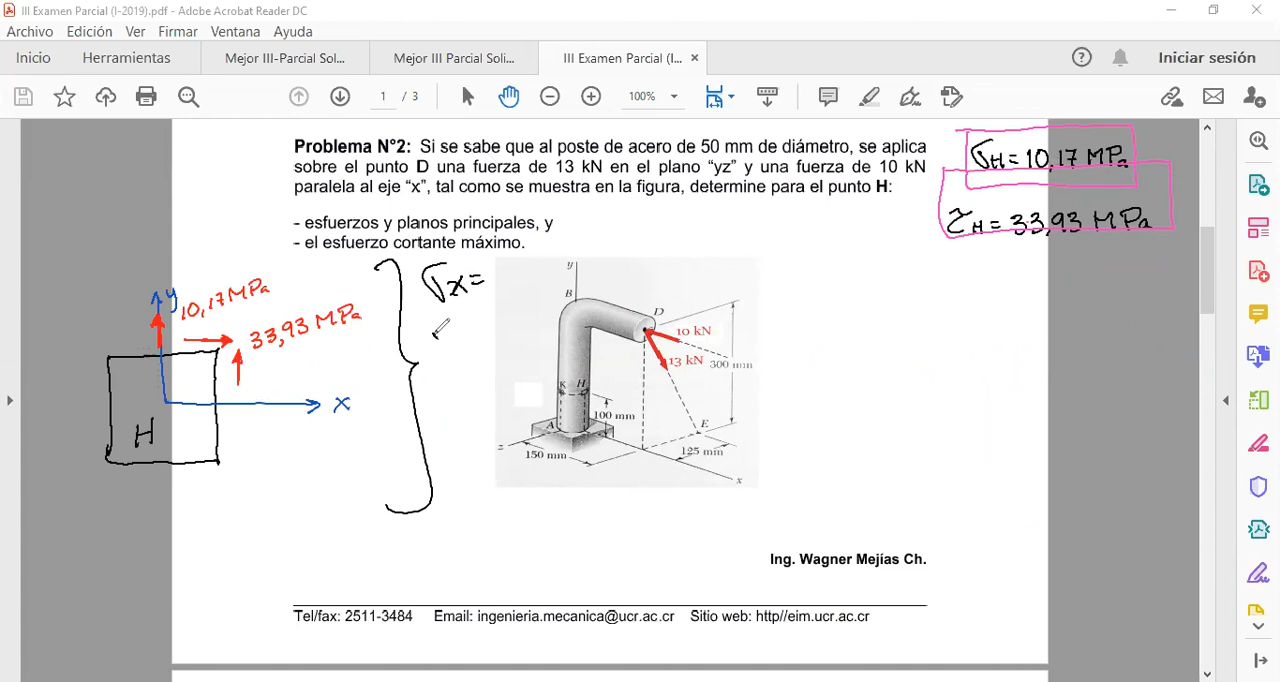 III Examen Parcial (I-2019).pdf - Adobe Acrobat Reader DC
Archivo Edición Ver Firmar Ventana Ayuda
Inicio Herramientas Mejor III-Parcial Sol... Mejor III Parcial Soli... III Examen Parcial (I... × Iniciar sesión
1 / 3 100%
Problema N°2: Si se sabe que al poste de acero de 50 mm de diámetro, se aplica
sobre el punto D una fuerza de 13 kN en el plano “yz” y una fuerza de 10 kN
paralela al eje “x”, tal como se muestra en la figura, determine para el punto H:
- esfuerzos y planos principales, y
- el esfuerzo cortante máximo.
σH = 10,17 MPa
τH = 33,93 MPa
y
10,17 MPa
33,93 MPa
x
H
σx =
y
B
D
10 kN
13 kN
300 mm
K
H
100 mm
A
E
z
150 mm
125 mm
x
Ing. Wagner Mejías Ch.
Tel/fax: 2511-3484 Email: ingenieria.mecanica@ucr.ac.cr Sitio web: http//eim.ucr.ac.cr